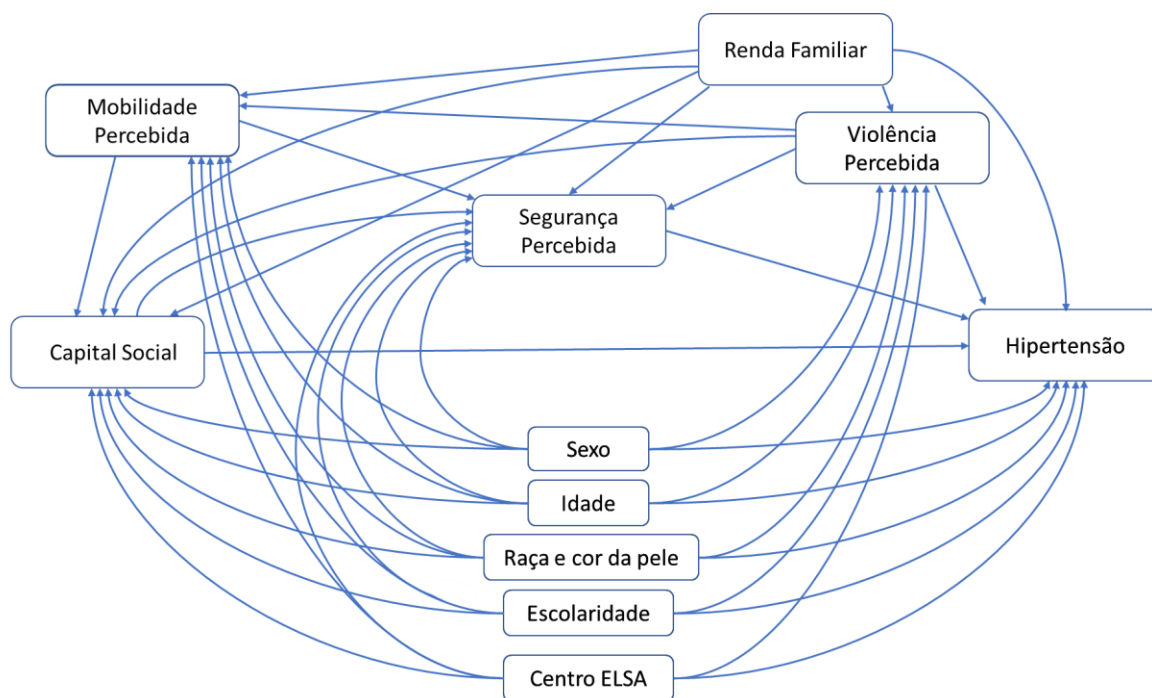 Renda Familiar
Mobilidade
Percebida
Violência
Percebida
Segurança
Percebida
Capital Social
Hipertensão
Sexo
Idade
Raça e cor da pele
Escolaridade
Centro ELSA